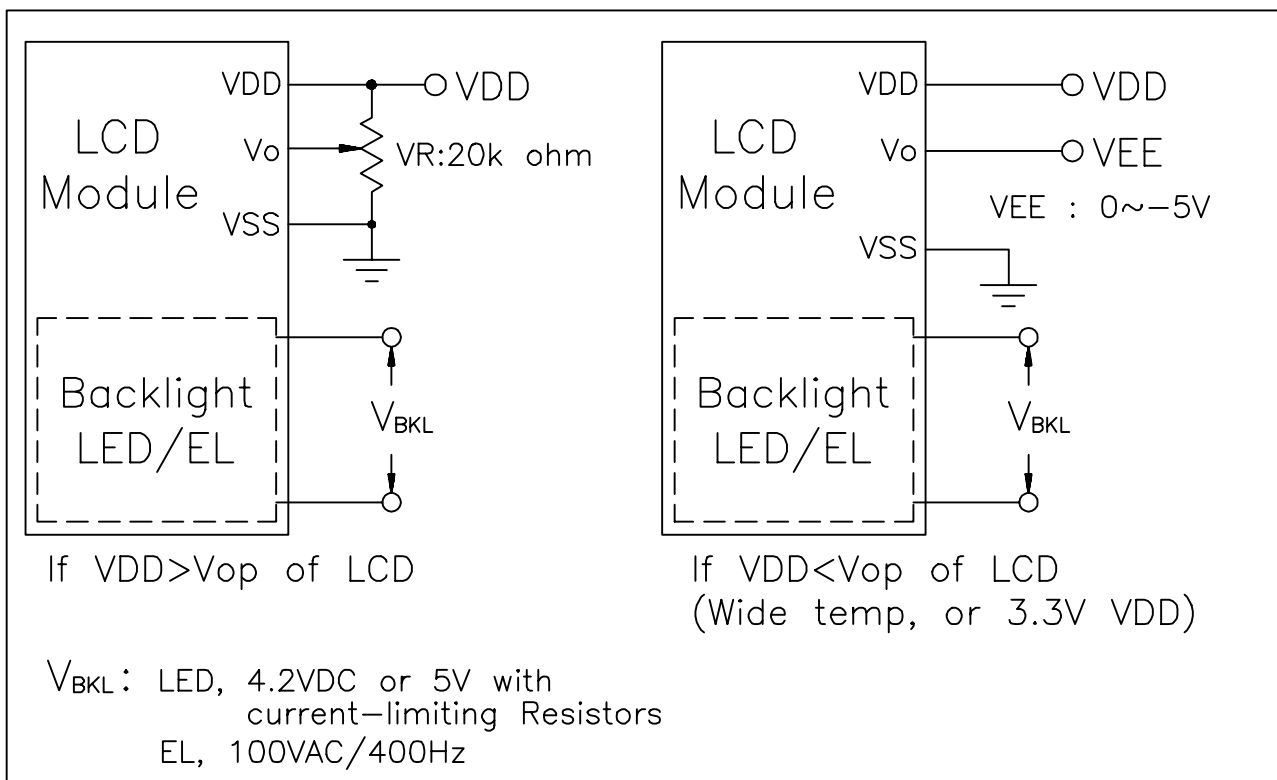 VDD
VDD
LCD
Module
Vo
VR:20k ohm
VSS
Backlight
LED/EL
VBKL
If VDD>Vop of LCD
VDD
VDD
LCD
Module
Vo
VEE
VEE : 0~-5V
VSS
Backlight
LED/EL
VBKL
If VDD<Vop of LCD
(Wide temp, or 3.3V VDD)
VBKL: LED, 4.2VDC or 5V with
current-limiting Resistors
EL, 100VAC/400Hz